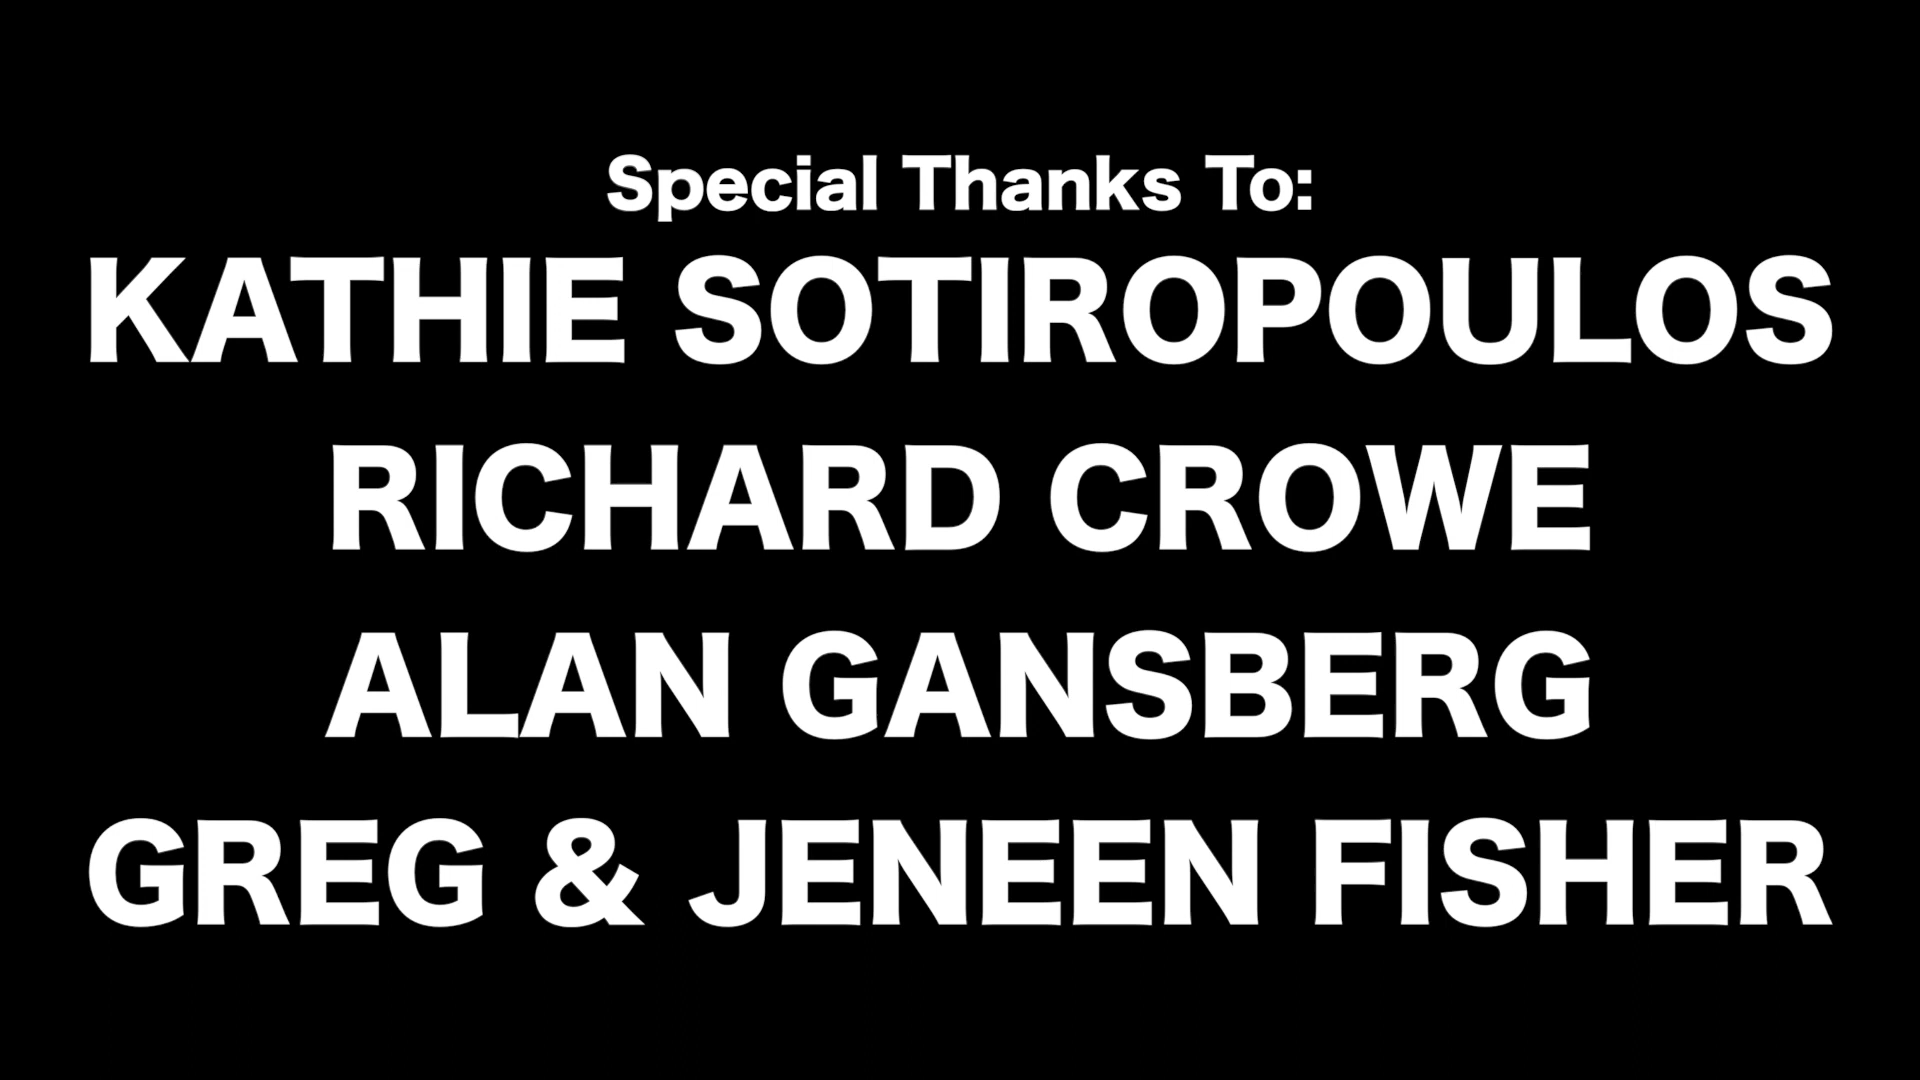 Special Thanks To:
KATHIE SOTIROPOULOS
RICHARD CROWE
ALAN GANSBERG
GREG & JENEEN FISHER